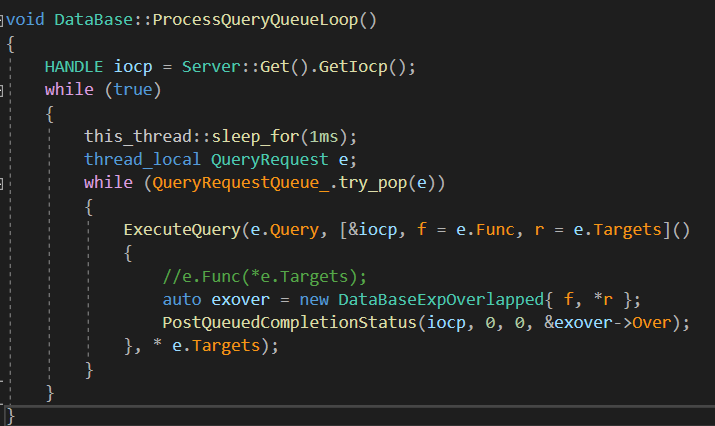 void DataBase::ProcessQueryQueueLoop()
{
    HANDLE iocp = Server::Get().GetIocp();
    while (true)
    {
        this_thread::sleep_for(1ms);
        thread_local QueryRequest e;
        while (QueryRequestQueue_.try_pop(e))
        {
            ExecuteQuery(e.Query, [&iocp, f = e.Func, r = e.Targets]()
            {
                //e.Func(*e.Targets);
                auto exover = new DataBaseExpOverlapped{ f, *r };
                PostQueuedCompletionStatus(iocp, 0, 0, &exover->Over);
            }, * e.Targets);
        }
    }
}